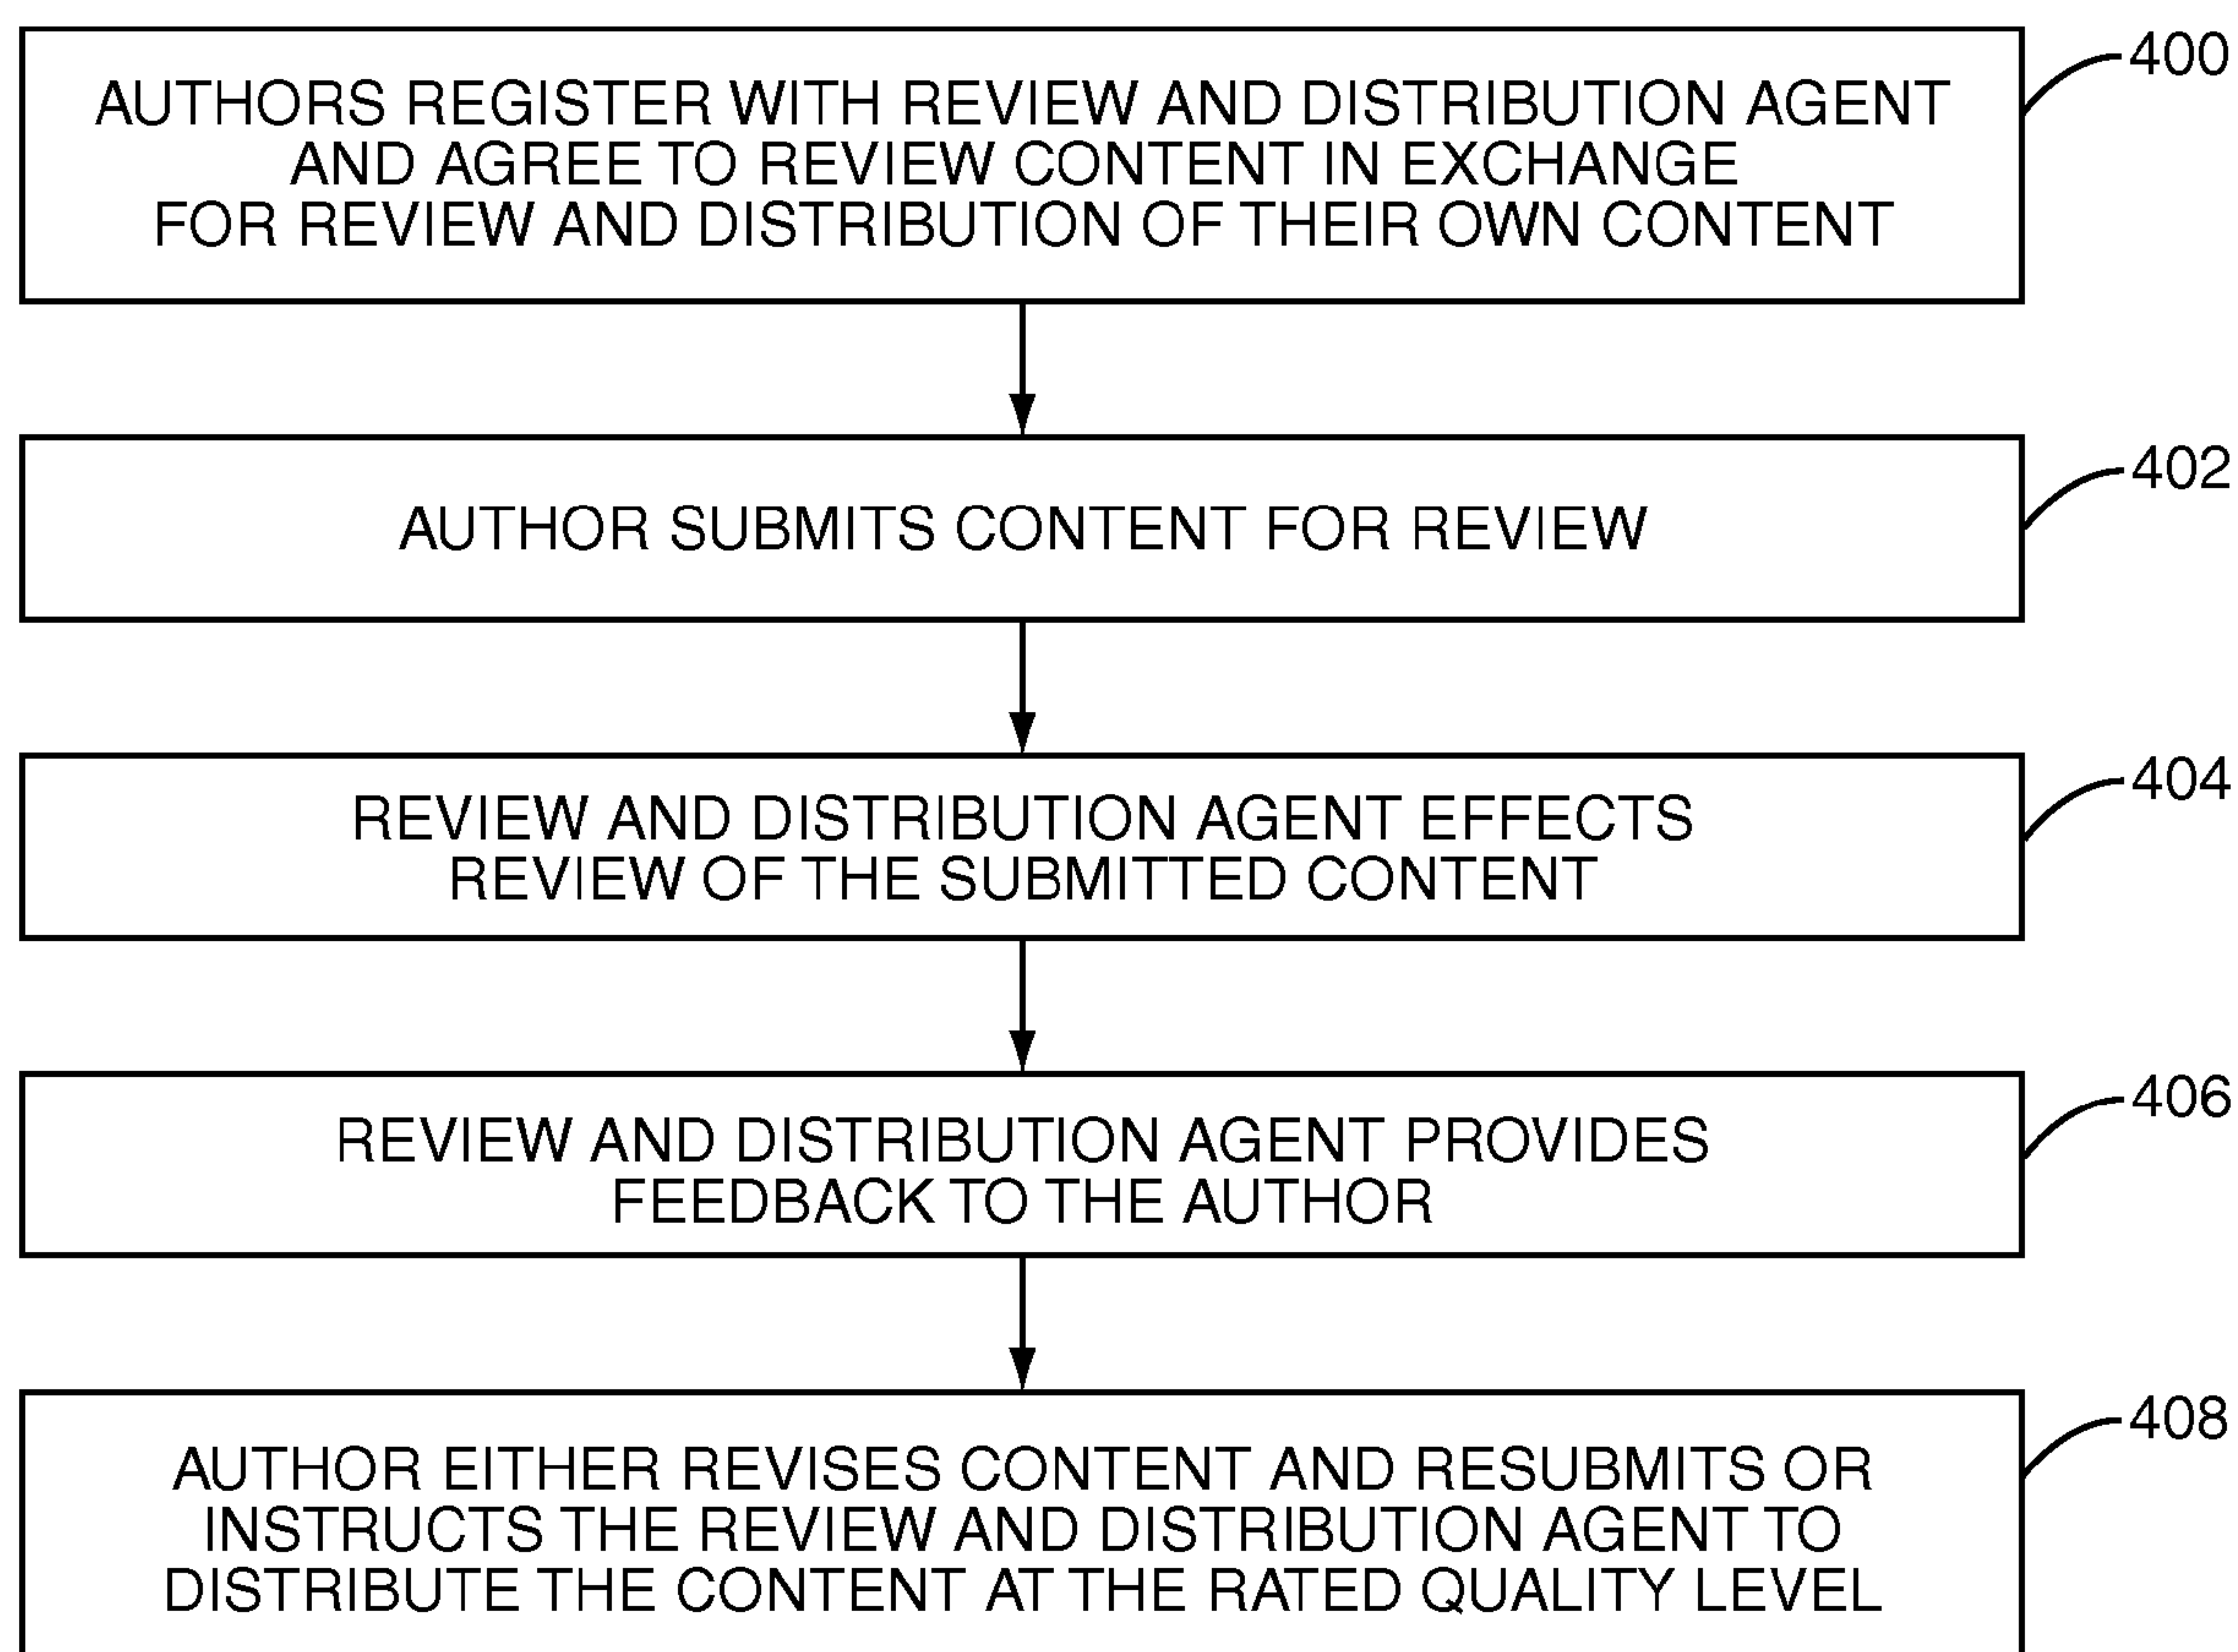 400
AUTHORS REGISTER WITH REVIEW AND DISTRIBUTION AGENT
AND AGREE TO REVIEW CONTENT IN EXCHANGE
FOR REVIEW AND DISTRIBUTION OF THEIR OWN CONTENT
402
AUTHOR SUBMITS CONTENT FOR REVIEW
404
REVIEW AND DISTRIBUTION AGENT EFFECTS
REVIEW OF THE SUBMITTED CONTENT
406
REVIEW AND DISTRIBUTION AGENT PROVIDES
FEEDBACK TO THE AUTHOR
408
AUTHOR EITHER REVISES CONTENT AND RESUBMITS OR
INSTRUCTS THE REVIEW AND DISTRIBUTION AGENT TO
DISTRIBUTE THE CONTENT AT THE RATED QUALITY LEVEL